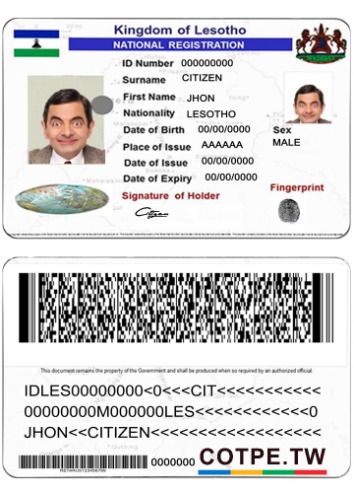 Kingdom of Lesotho
NATIONAL REGISTRATION
ID Number 000000000
Surname CITIZEN
First Name JHON
Nationality LESOTHO
Date of Birth 00/00/0000 Sex
MALE
Place of Issue AAAAAA
Date of Issue 00/00/0000
Date of Expiry 00/00/0000
Signature of Holder Fingerprint
Citizen
This document remains the property of the Government and shall be produced when so required by an authorized official.
IDLES00000000<0<<<CIT<<<<<<<<<<<
00000000M000000LES<<<<<<<<<<<<0
JHON<<CITIZEN<<<<<<<<<<<<<<<<<<
0000000 COTPE.TW